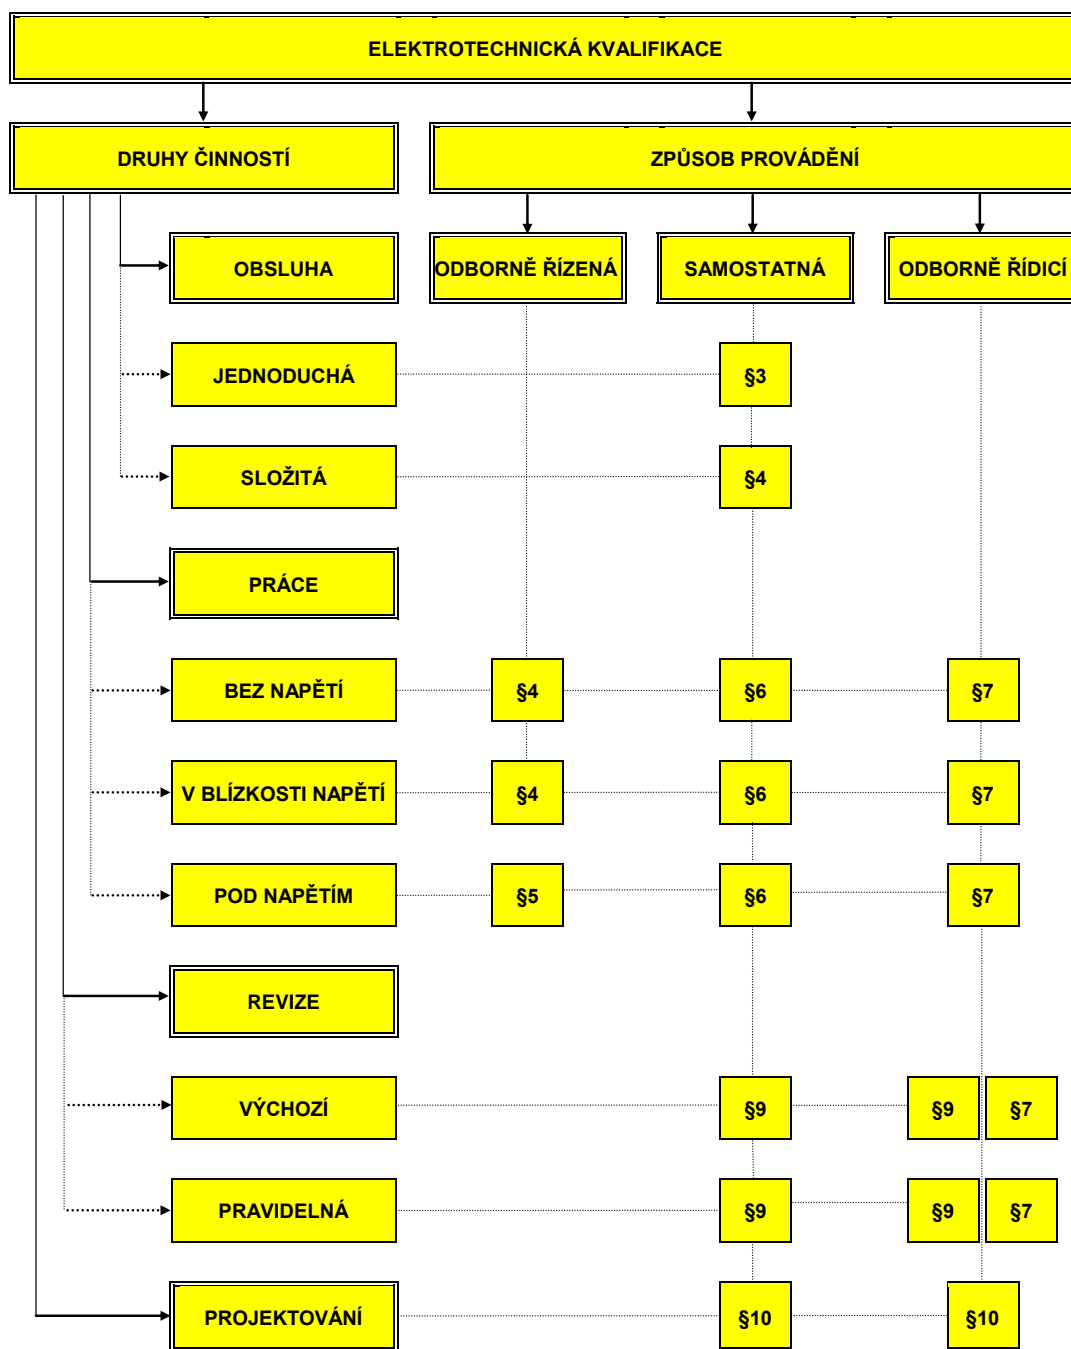 ELEKTROTECHNICKÁ KVALIFIKACE
DRUHY ČINNOSTÍ
ZPŮSOB PROVÁDĚNÍ
OBSLUHA
ODBORNĚ ŘÍZENÁ
SAMOSTATNÁ
ODBORNĚ ŘÍDICÍ
JEDNODUCHÁ
§3
SLOŽITÁ
§4
PRÁCE
BEZ NAPĚTÍ
§4
§6
§7
V BLÍZKOSTI NAPĚTÍ
§4
§6
§7
POD NAPĚTÍM
§5
§6
§7
REVIZE
VÝCHOZÍ
§9
§9
§7
PRAVIDELNÁ
§9
§9
§7
PROJEKTOVÁNÍ
§10
§10